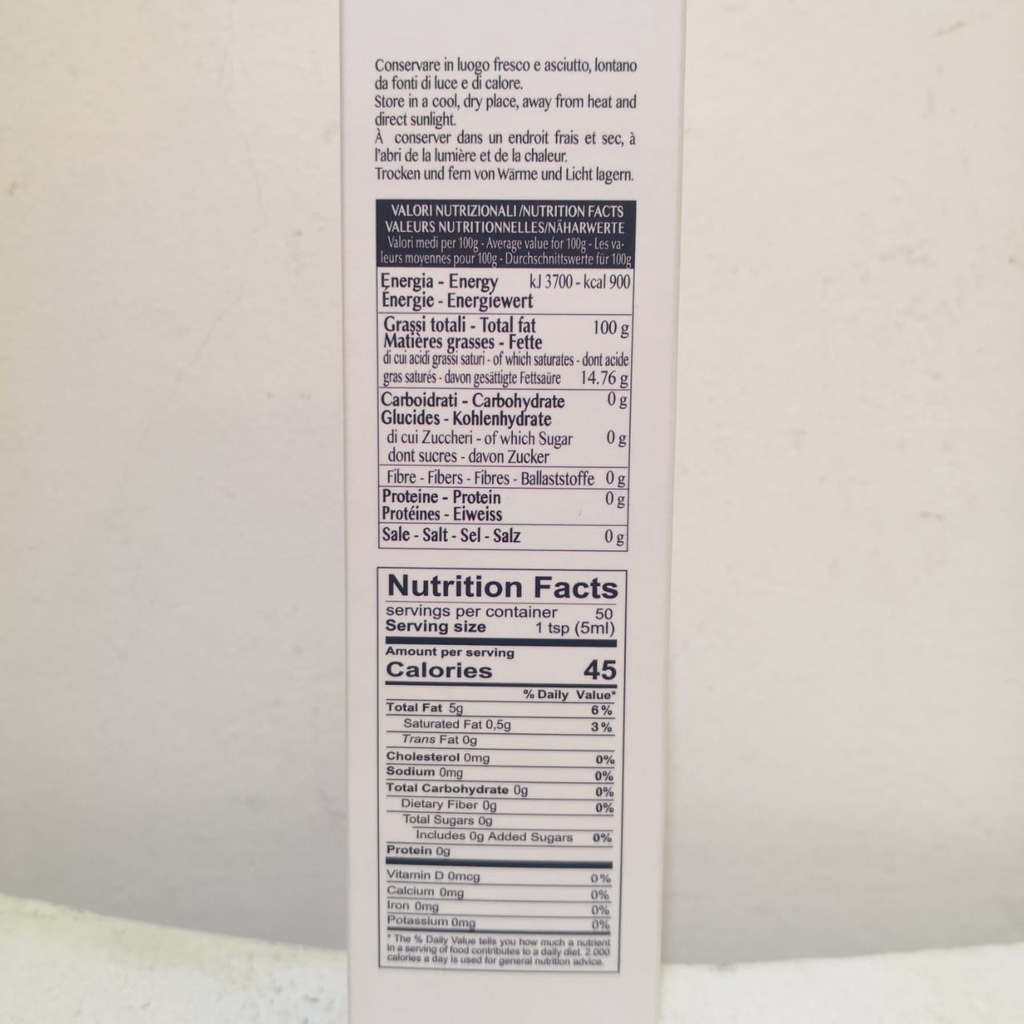 Conservare in luogo fresco e asciutto, lontano
da fonti di luce e di calore.
Store in a cool, dry place, away from heat and
direct sunlight.
À conserver dans un endroit frais et sec, à
l'abri de la lumière et de la chaleur.
Trocken und fern von Wärme und Licht lagern.
VALORI NUTRIZIONALI/NUTRITION FACTS
VALEURS NUTRITIONNELLES/NÄHARWERTE
Valori medi per 100g - Average value for 100g - Les va-
leurs moyennes pour 100g - Durchschnittswerte für 100g
Energia - Energy kJ 3700 - kcal 900
Énergie - Energiewert
Grassi totali - Total fat 100 g
Matières grasses - Fette
di cui acidi grassi saturi - of which saturates - dont acide
gras saturés - davon gesättigte Fettsaüre 14.76 g
Carboidrati - Carbohydrate 0 g
Glucides - Kohlenhydrate
di cui Zuccheri - of which Sugar 0 g
dont sucres - davon Zucker
Fibre - Fibers - Fibres - Ballaststoffe 0 g
Proteine - Protein 0 g
Protéines - Eiweiss
Sale - Salt - Sel - Salz 0 g
Nutrition Facts
servings per container 50
Serving size 1 tsp (5ml)
Amount per serving
Calories 45
% Daily Value*
Total Fat 5g 6%
Saturated Fat 0,5g 3%
Trans Fat 0g
Cholesterol 0mg 0%
Sodium 0mg 0%
Total Carbohydrate 0g 0%
Dietary Fiber 0g 0%
Total Sugars 0g
Includes 0g Added Sugars 0%
Protein 0g
Vitamin D 0mcg 0%
Calcium 0mg 0%
Iron 0mg 0%
Potassium 0mg 0%
* The % Daily Value tells you how much a nutrient
in a serving of food contributes to a daily diet. 2.000
calories a day is used for general nutrition advice.